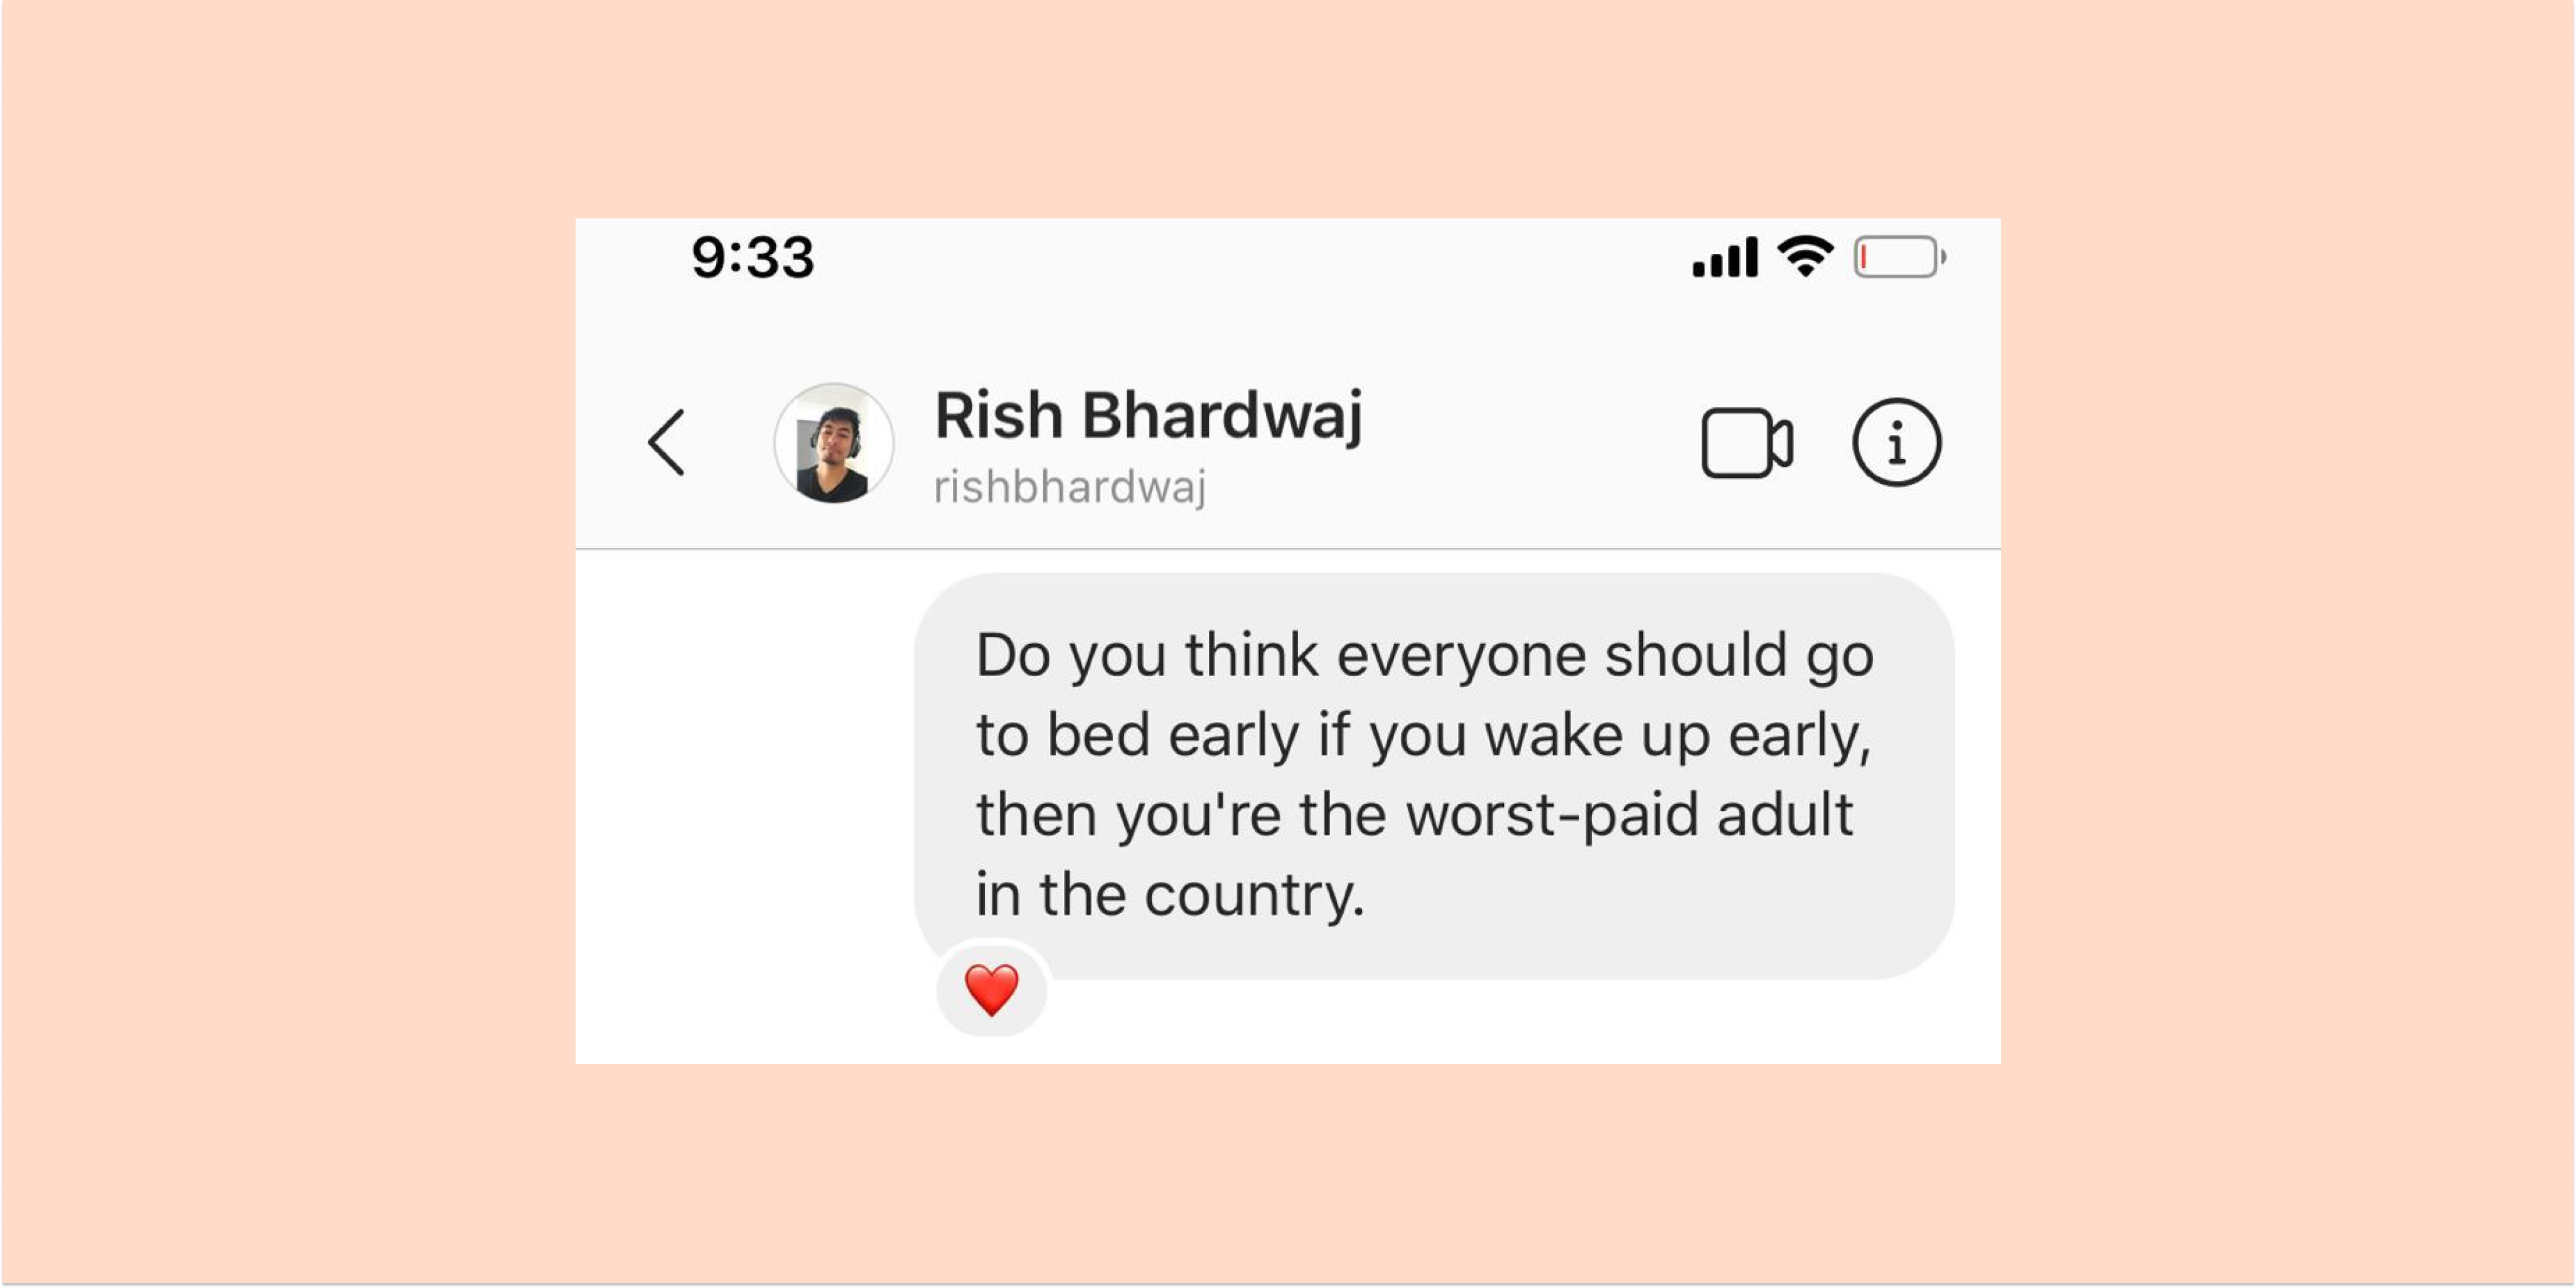 9:33
Rish Bhardwaj
rishbhardwaj
Do you think everyone should go
to bed early if you wake up early,
then you're the worst-paid adult
in the country.